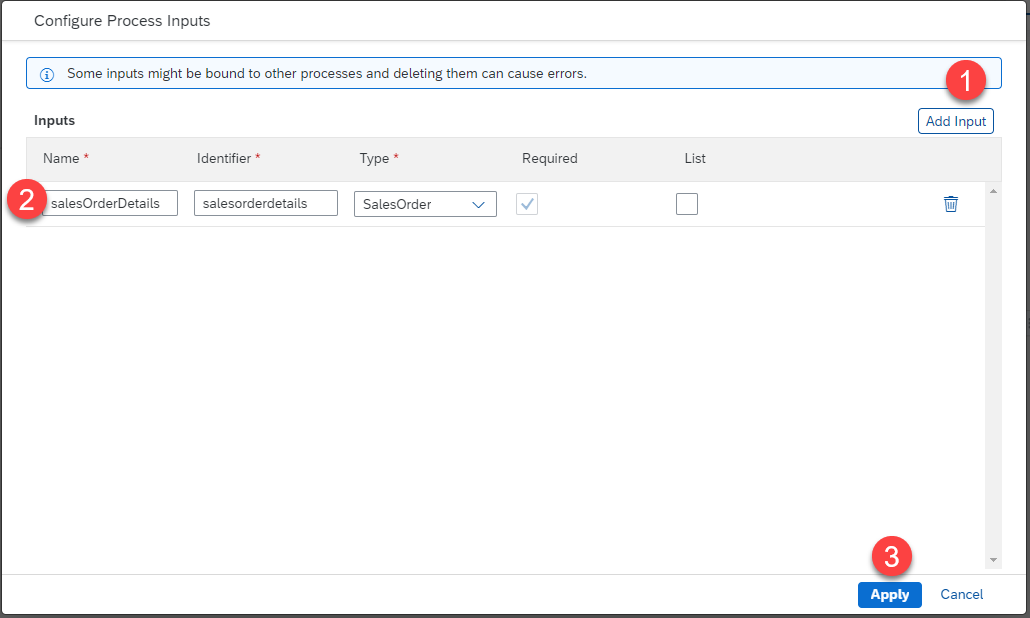 Configure Process Inputs
Some inputs might be bound to other processes and deleting them can cause errors.
1
Inputs
Add Input
Name * Identifier * Type * Required List
2 salesOrderDetails salesorderdetails SalesOrder
3
Apply Cancel